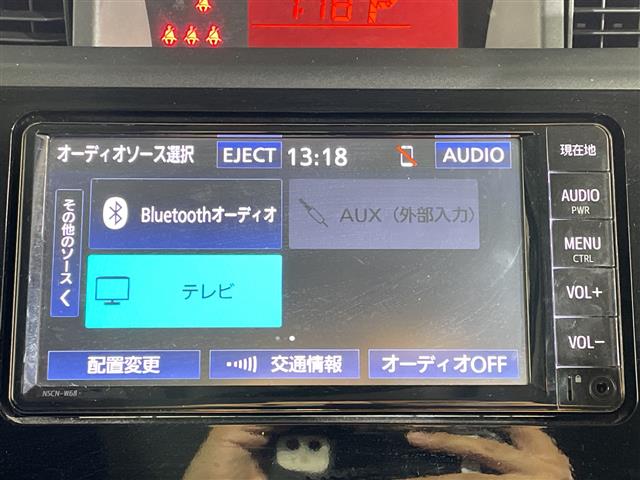 P
オーディオソース選択 EJECT 13:18 AUDIO
その他のソース
Bluetoothオーディオ
AUX（外部入力）
テレビ
配置変更
交通情報
オーディオOFF
NSCN-W68
現在地
AUDIO
PWR
MENU
CTRL
VOL+
VOL-